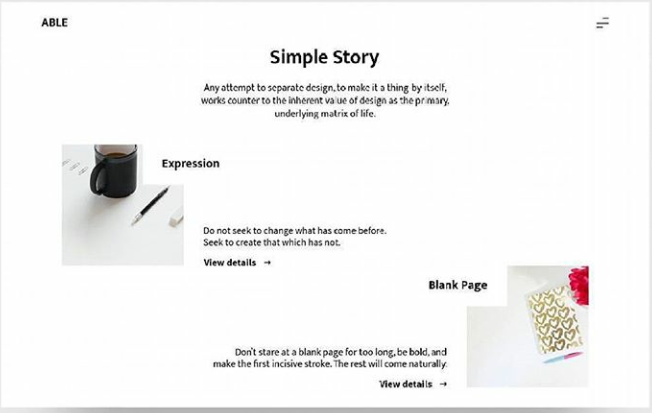 ABLE
Simple Story
Any attempt to separate design, to make it a thing by itself,
works counter to the inherent value of design as the primary,
underlying matrix of life.
Expression
Do not seek to change what has come before.
Seek to create that which has not.
View details →
Blank Page
Don't stare at a blank page for too long, be bold, and
make the first incisive stroke. The rest will come naturally.
View details →